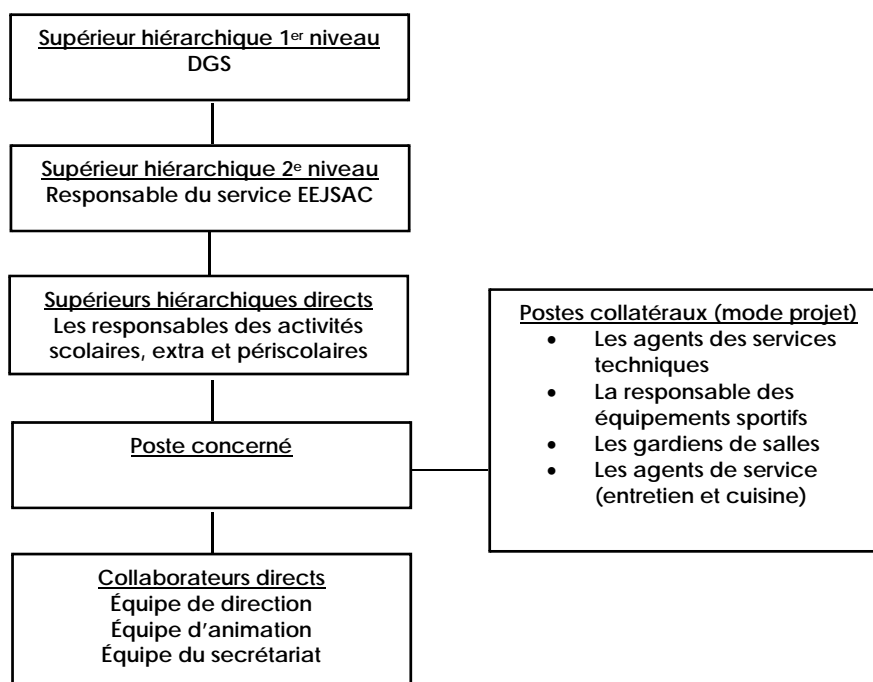 Supérieur hiérarchique 1er niveau
DGS
Supérieur hiérarchique 2e niveau
Responsable du service EEJSAC
Supérieurs hiérarchiques directs
Les responsables des activités
scolaires, extra et périscolaires
Poste concerné
Postes collatéraux (mode projet)
• Les agents des services
techniques
• La responsable des
équipements sportifs
• Les gardiens de salles
• Les agents de service
(entretien et cuisine)
Collaborateurs directs
Équipe de direction
Équipe d'animation
Équipe du secrétariat